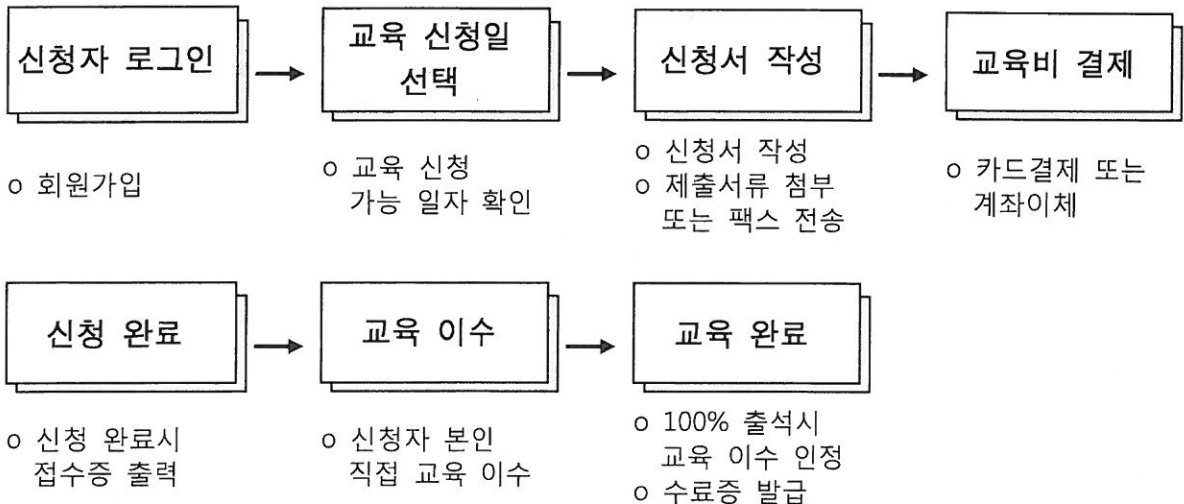 신청자 로그인
교육 신청일
선택
신청서 작성
교육비 결제
o 회원가입
o 교육 신청
가능 일자 확인
o 신청서 작성
o 제출서류 첨부
또는 팩스 전송
o 카드결제 또는
계좌이체
신청 완료
교육 이수
교육 완료
o 신청 완료시
접수증 출력
o 신청자 본인
직접 교육 이수
o 100% 출석시
교육 이수 인정
o 수료증 발급